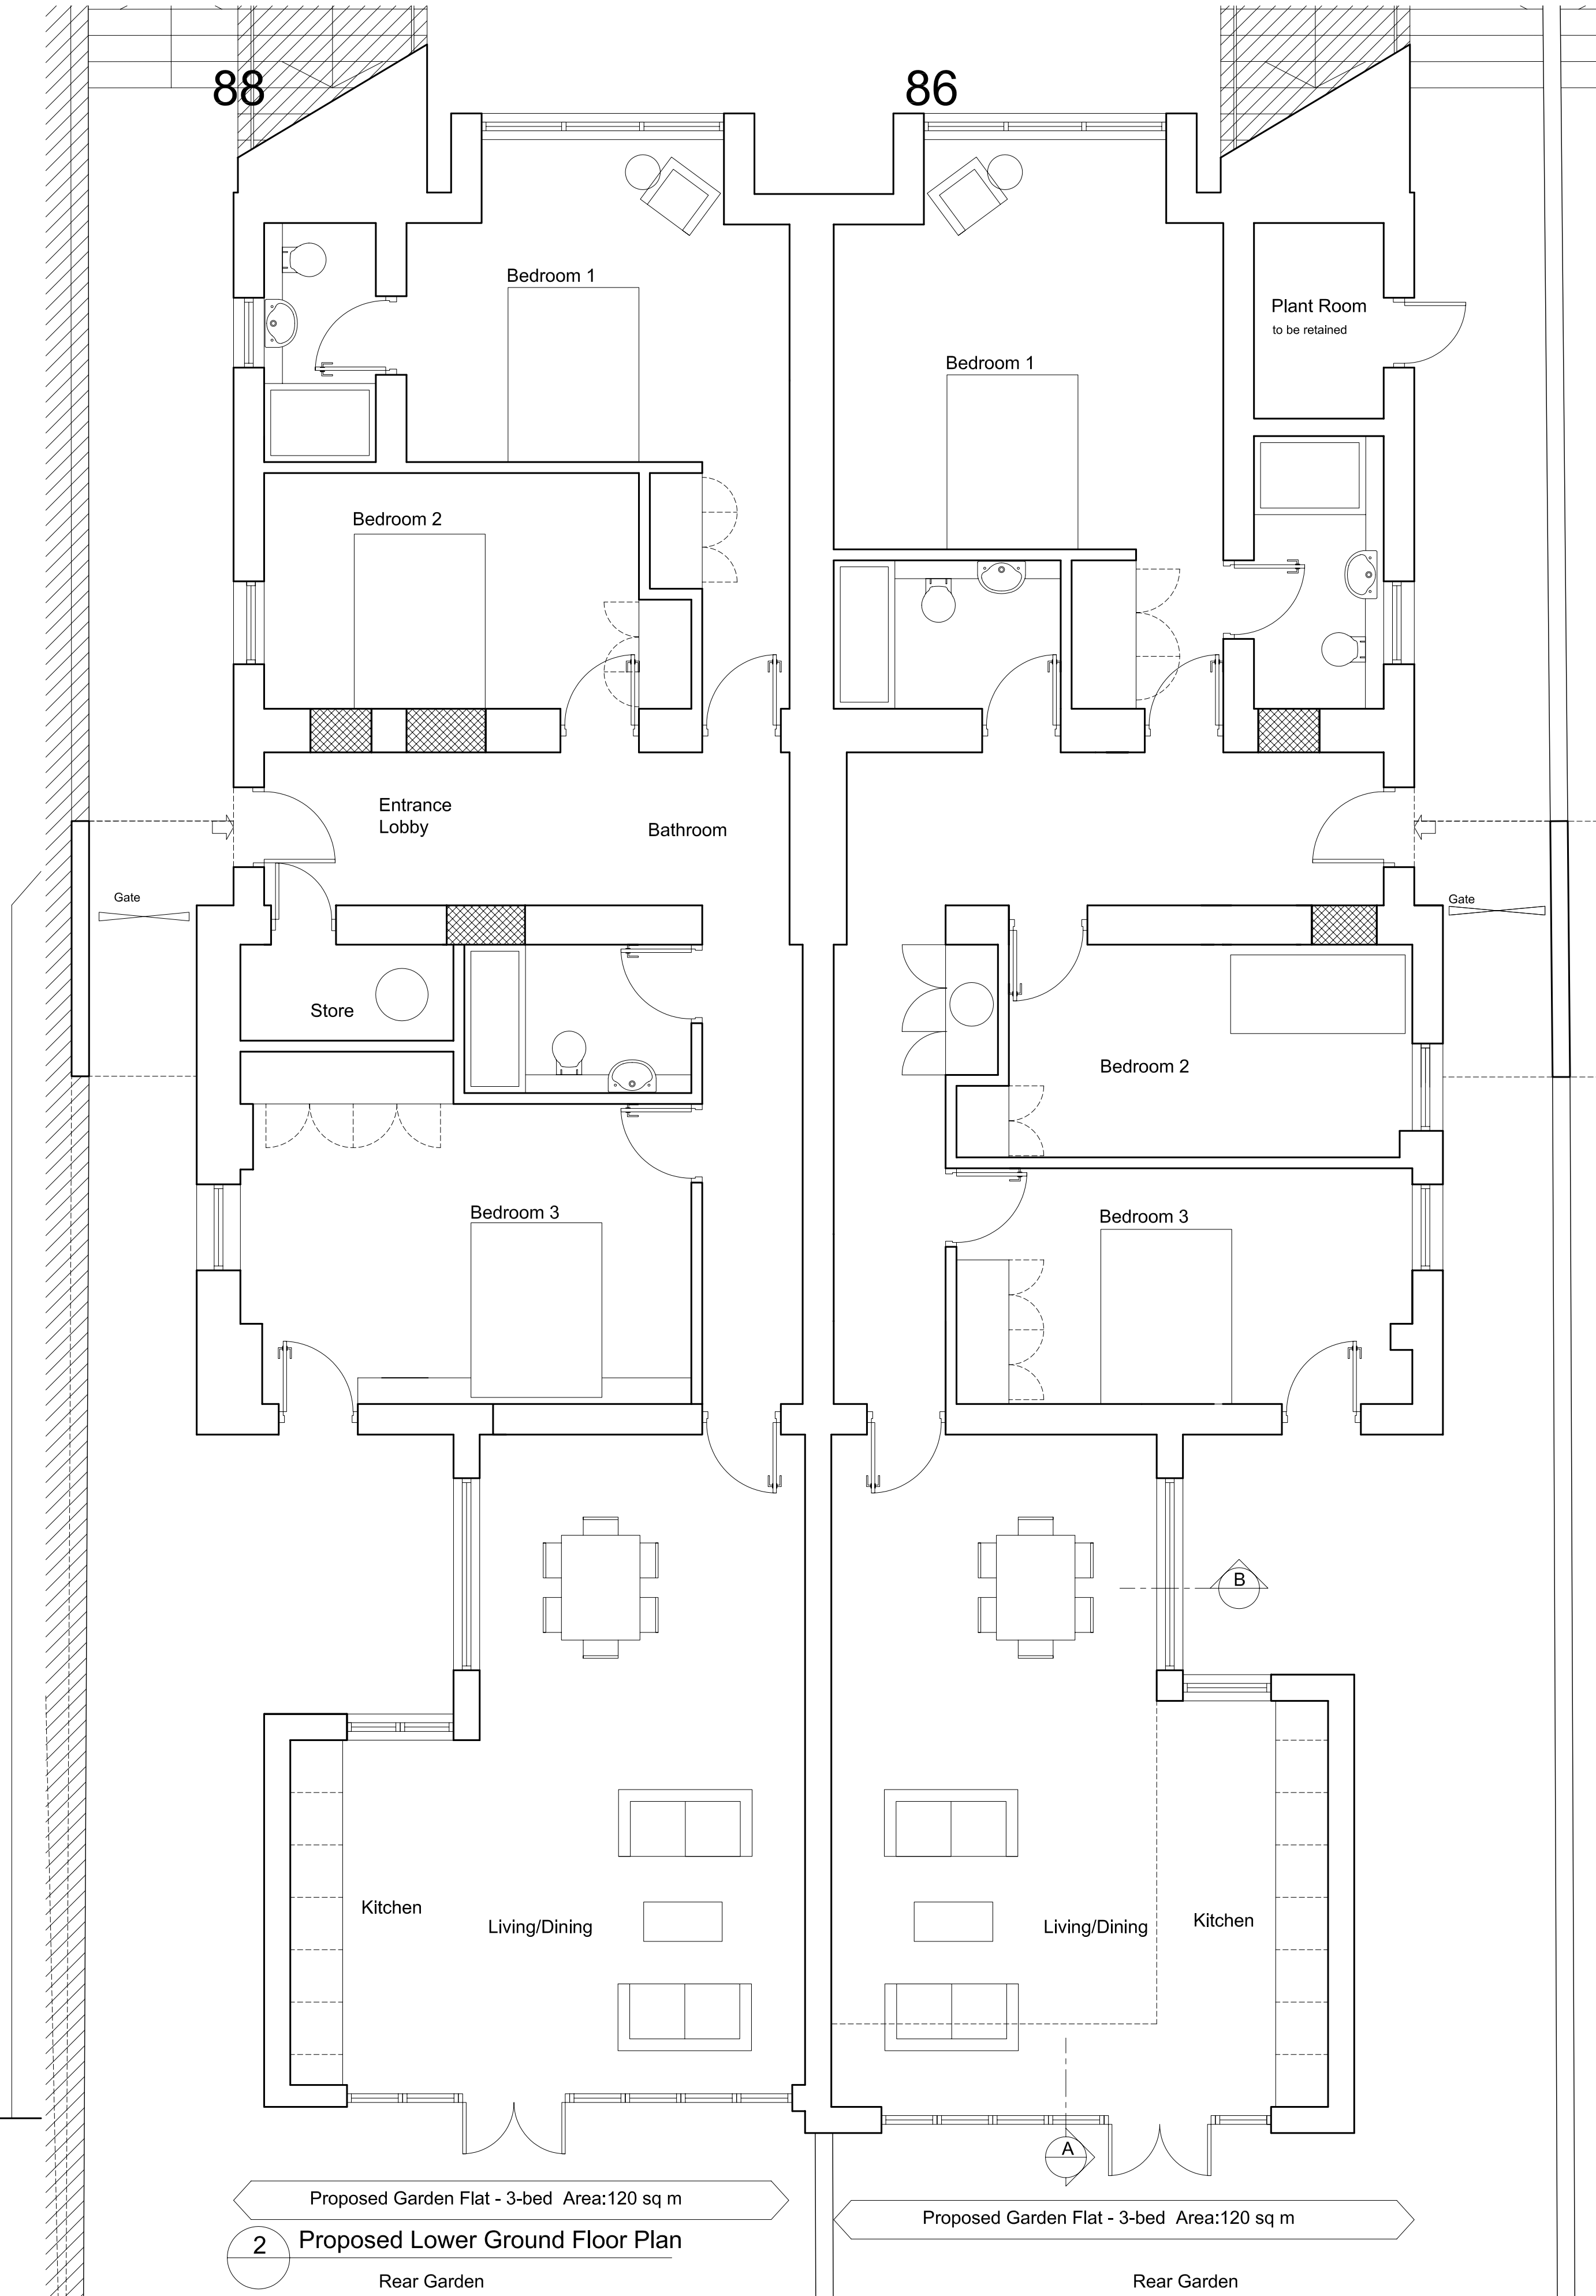 88
86
Bedroom 1
Plant Room
to be retained
Bedroom 1
Bedroom 2
Entrance
Lobby
Bathroom
Gate
Gate
Store
Bedroom 2
Bedroom 3
Bedroom 3
B
Kitchen
Living/Dining
Living/Dining
Kitchen
A
Proposed Garden Flat - 3-bed Area:120 sq m
Proposed Garden Flat - 3-bed Area:120 sq m
2
Proposed Lower Ground Floor Plan
Rear Garden
Rear Garden